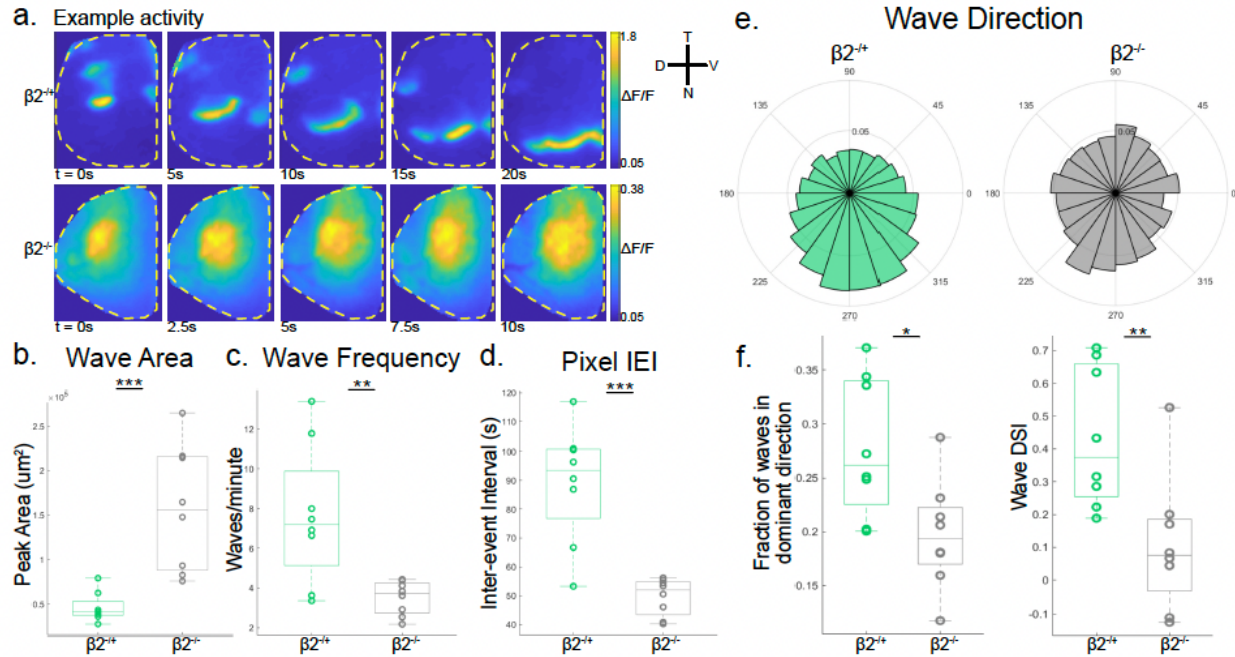 a.
Example activity
β2-/+
1.8
ΔF/F
0.05
t = 0s
5s
10s
15s
20s
T
D
V
N
β2-/-
0.38
ΔF/F
0.05
t = 0s
2.5s
5s
7.5s
10s
b.
Wave Area
***
× 10⁵
2.5
2
1.5
1
0.5
Peak Area (um²)
β2-/+
β2-/-
c.
Wave Frequency
**
12
10
8
6
4
2
Waves/minute
β2-/+
β2-/-
d.
Pixel IEI
***
120
110
100
90
80
70
60
50
40
Inter-event Interval (s)
β2-/+
β2-/-
e.
Wave Direction
β2-/+
90
135
45
0.05
180
0
225
315
270
β2-/-
90
135
45
0.05
180
0
225
315
270
f.
*
0.35
0.3
0.25
0.2
0.15
Fraction of waves in
dominant direction
β2-/+
β2-/-
**
0.7
0.6
0.5
0.4
0.3
0.2
0.1
0
-0.1
Wave DSI
β2-/+
β2-/-